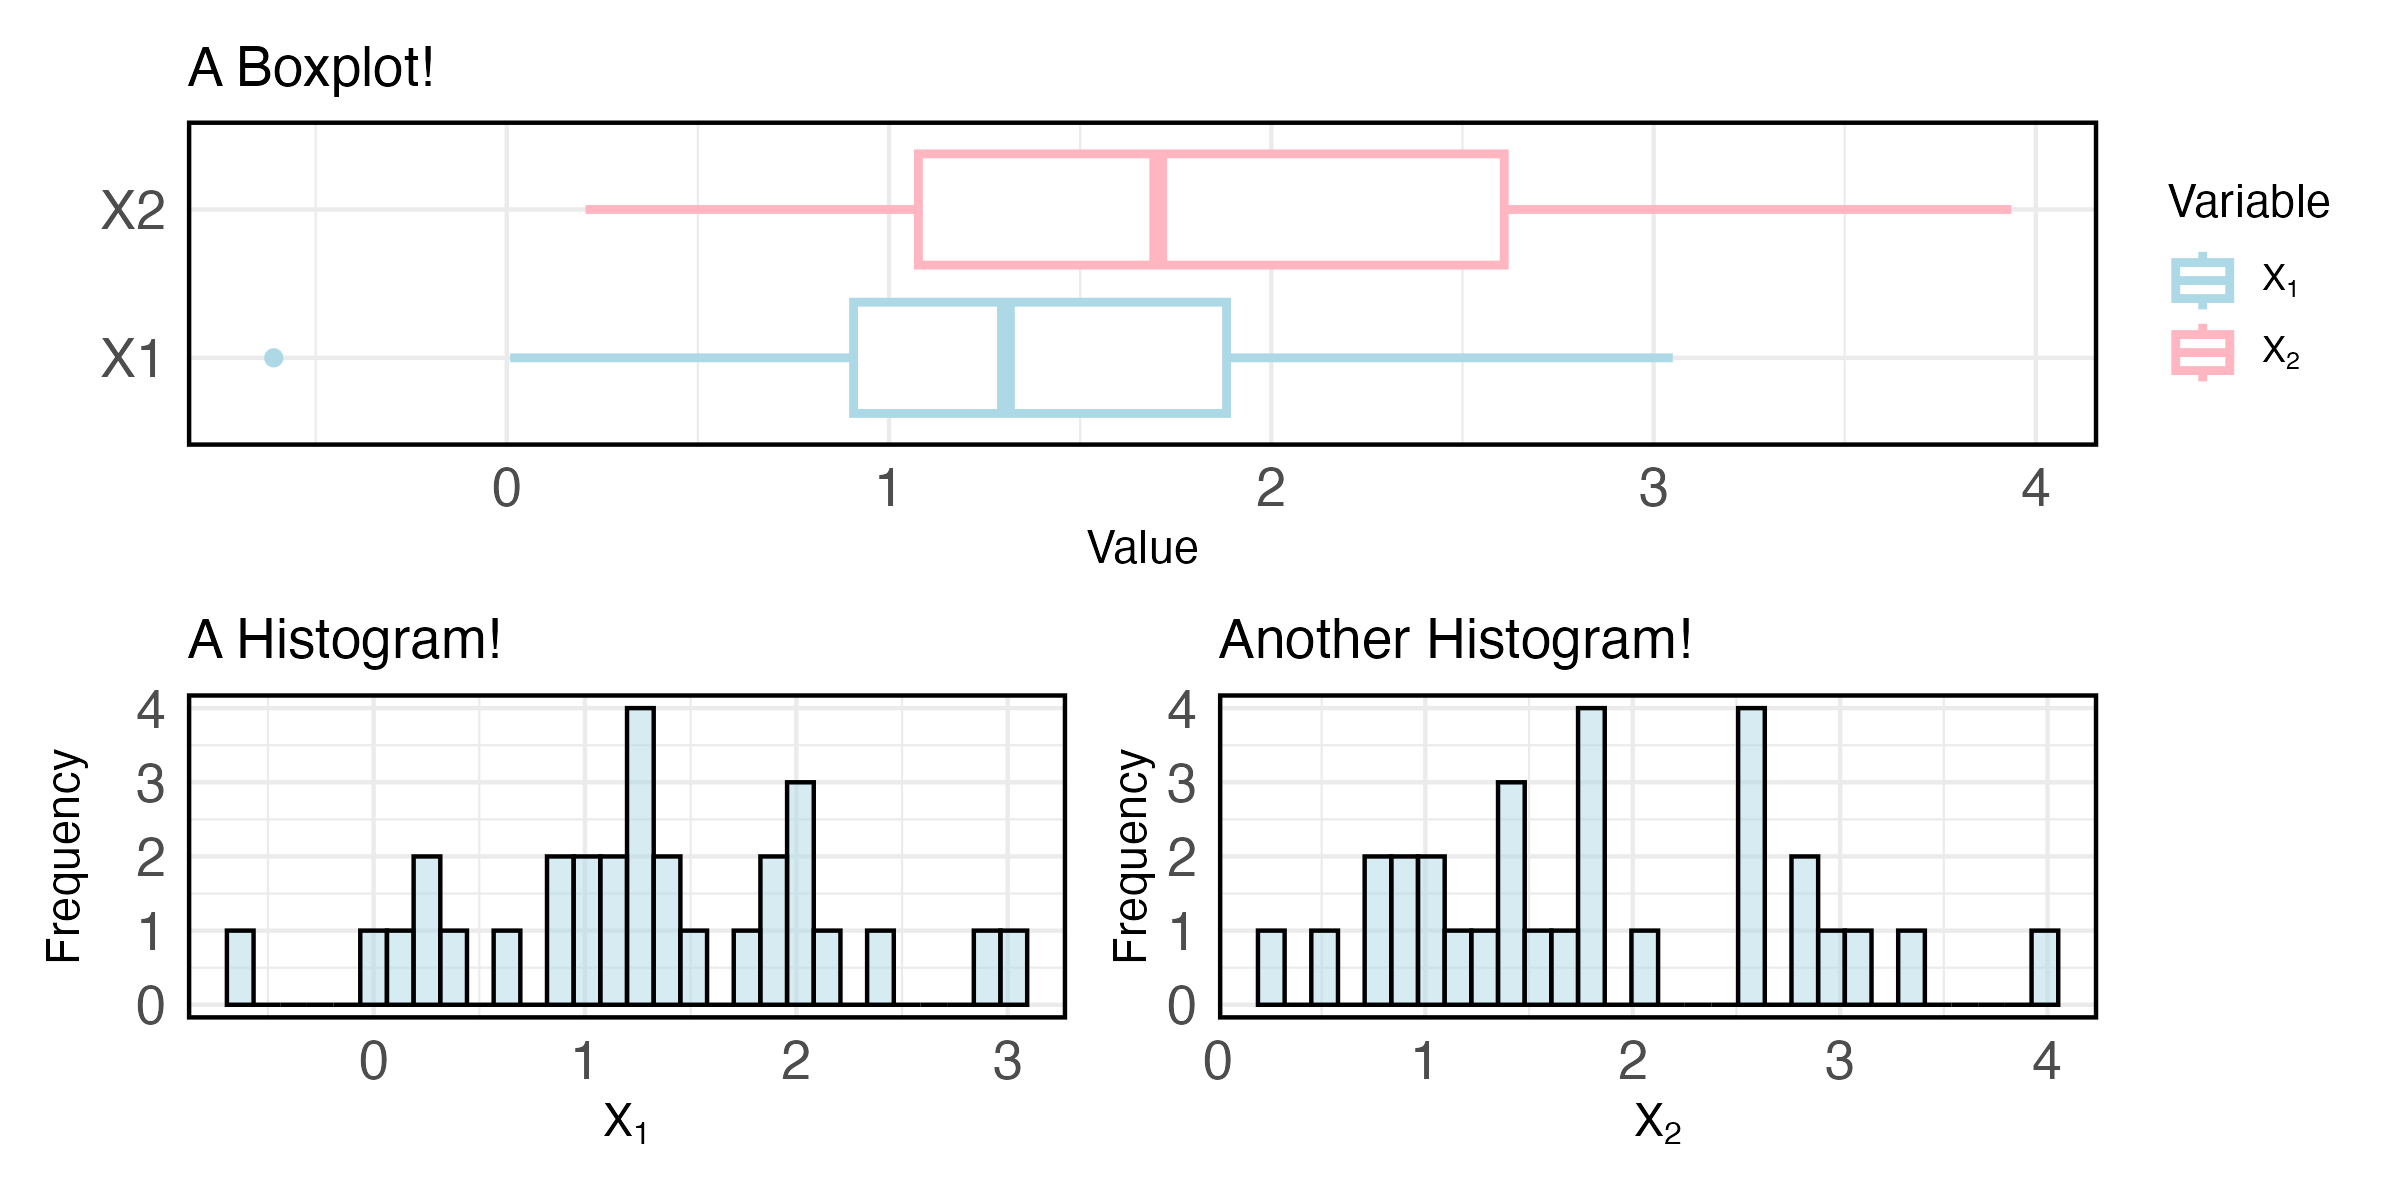 A Boxplot!
X2
X1
0 1 2 3 4
Value
Variable
X1
X2
A Histogram!
Frequency
4
3
2
1
0
0 1 2 3
X1
Another Histogram!
Frequency
4
3
2
1
0
0 1 2 3 4
X2